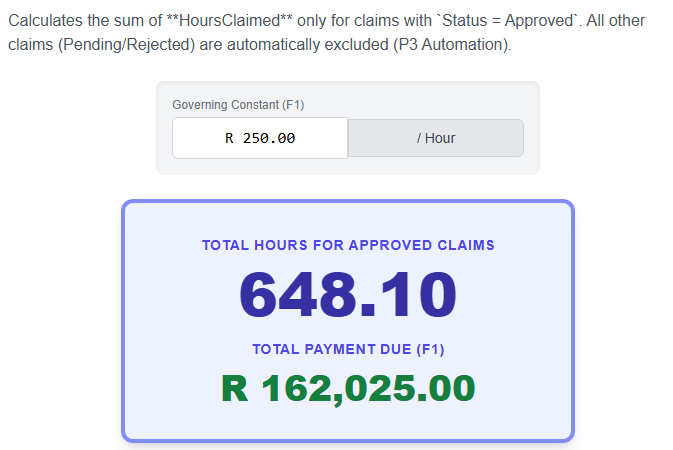 Calculates the sum of **HoursClaimed** only for claims with `Status = Approved`. All other
claims (Pending/Rejected) are automatically excluded (P3 Automation).
Governing Constant (F1)
R 250.00 / Hour
TOTAL HOURS FOR APPROVED CLAIMS
648.10
TOTAL PAYMENT DUE (F1)
R 162,025.00